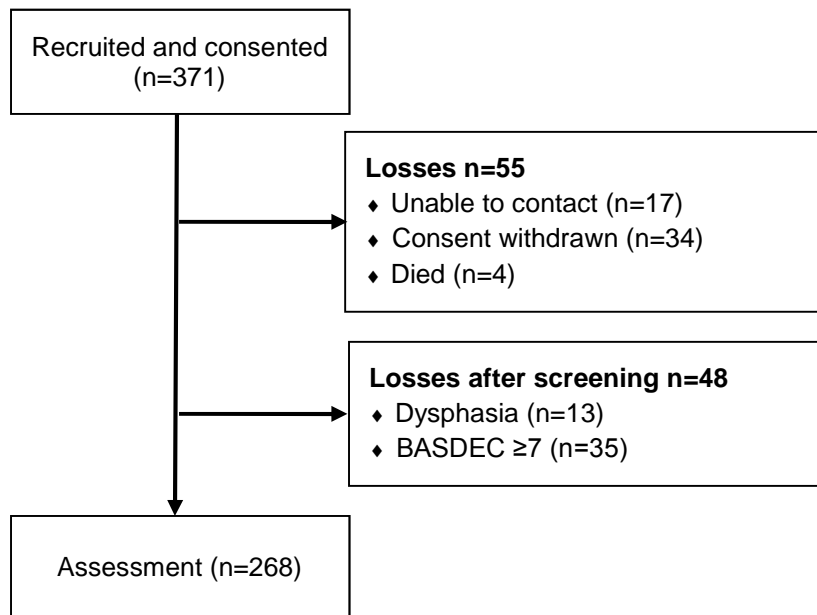 Recruited and consented
(n=371)
Losses n=55
♦ Unable to contact (n=17)
♦ Consent withdrawn (n=34)
♦ Died (n=4)
Losses after screening n=48
♦ Dysphasia (n=13)
♦ BASDEC ≥7 (n=35)
Assessment (n=268)